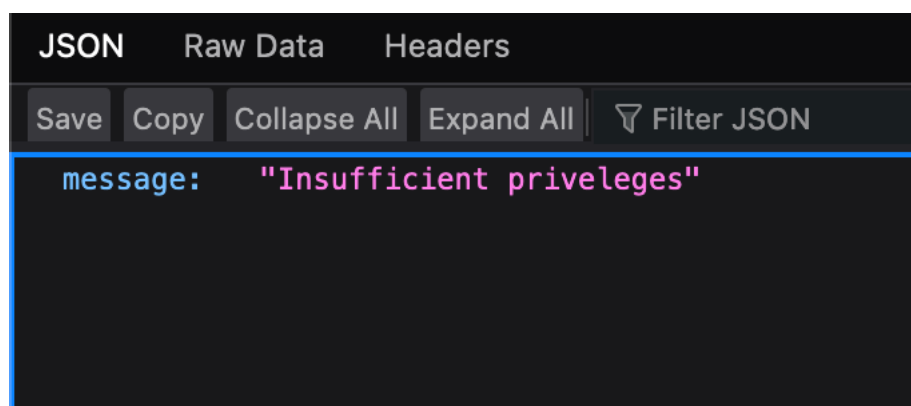 JSON Raw Data Headers
Save Copy Collapse All Expand All Filter JSON
message: "Insufficient priveleges"